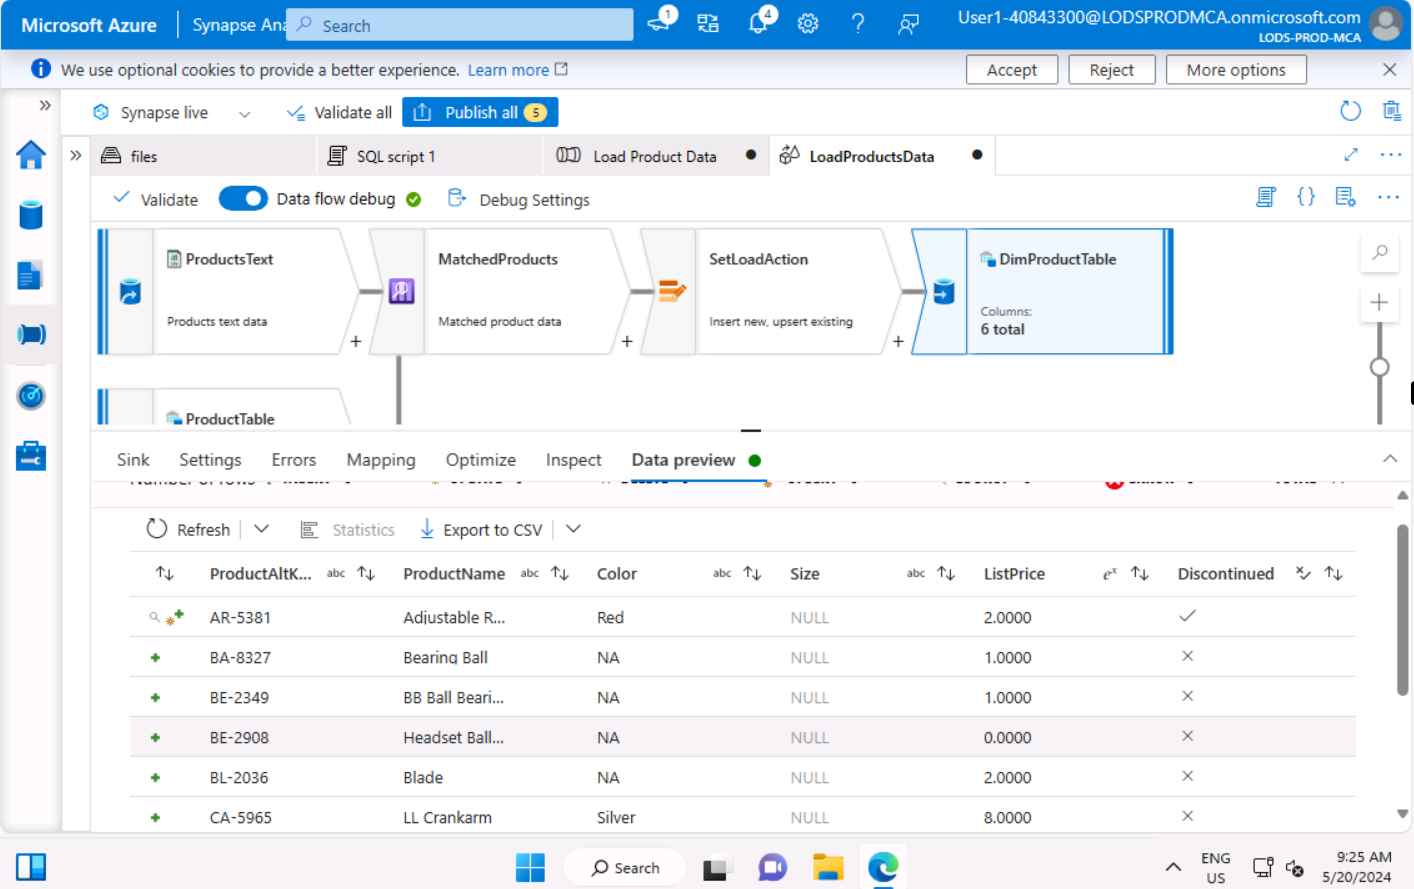 Microsoft Azure
Synapse Ana
Search
1
4
User1-40843300@LODSPRODMCA.onmicrosoft.com
LODS-PROD-MCA
We use optional cookies to provide a better experience. Learn more
Accept
Reject
More options
Synapse live
Validate all
Publish all 5
files
SQL script 1
Load Product Data
LoadProductsData
Validate
Data flow debug
Debug Settings
ProductsText
Products text data
MatchedProducts
Matched product data
SetLoadAction
Insert new, upsert existing
DimProductTable
Columns:
6 total
+ + +
ProductTable
Sink Settings Errors Mapping Optimize Inspect Data preview
Refresh Statistics Export to CSV
ProductAltK... abc ProductName abc Color abc Size abc ListPrice eˣ Discontinued
AR-5381 Adjustable R... Red NULL 2.0000
BA-8327 Bearing Ball NA NULL 1.0000
BE-2349 BB Ball Beari... NA NULL 1.0000
BE-2908 Headset Ball... NA NULL 0.0000
BL-2036 Blade NA NULL 2.0000
CA-5965 LL Crankarm Silver NULL 8.0000
Search
ENG
US
9:25 AM
5/20/2024